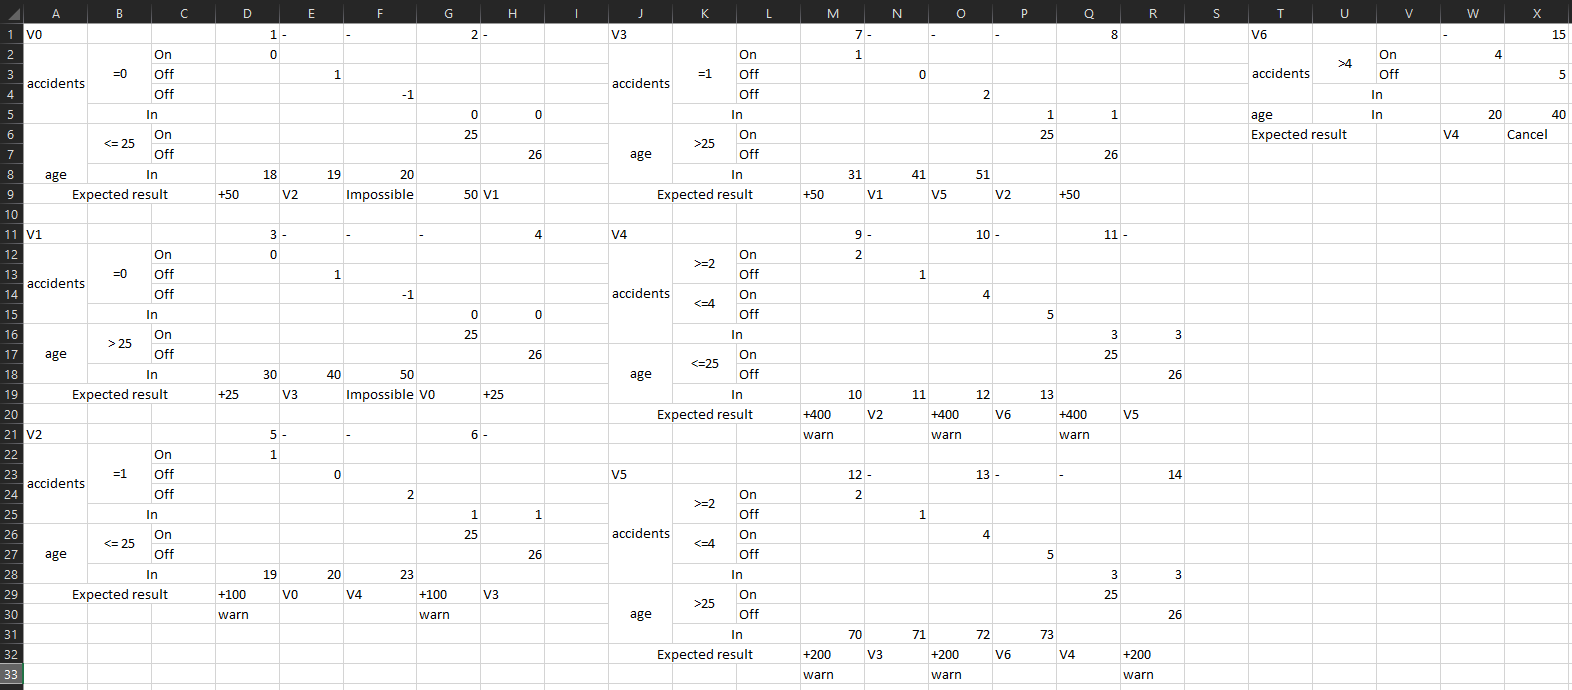 A B C D E F G H I J K L M N O P Q R S T U V W X
1 V0 1 - - 2 - V3 7 - - - 8 V6 - 15
2 On 0 On 1 On 4
3 accidents =0 Off 1 accidents =1 Off 0 accidents >4 Off 5
4 Off -1 Off 2 In
5 In 0 0 In 1 1 age In 20 40
6 On 25 On 25 Expected result V4 Cancel
7 <= 25 Off 26 age >25 Off 26
8 age In 18 19 20 In 31 41 51
9 Expected result +50 V2 Impossible 50 V1 Expected result +50 V1 V5 V2 +50
10
11 V1 3 - - - 4 V4 9 - 10 - 11 -
12 On 0 >=2 On 2
13 accidents =0 Off 1 Off 1
14 Off -1 accidents <=4 On 4
15 In 0 0 Off 5
16 On 25 In 3 3
17 age > 25 Off 26 <=25 On 25
18 In 30 40 50 age Off 26
19 Expected result +25 V3 Impossible V0 +25 In 10 11 12 13
20 Expected result +400 V2 +400 V6 +400 V5
21 V2 5 - - 6 - warn warn warn
22 On 1
23 accidents =1 Off 0 V5 12 - 13 - - 14
24 Off 2 >=2 On 2
25 In 1 1 Off 1
26 On 25 accidents <=4 On 4
27 age <= 25 Off 26 Off 5
28 In 19 20 23 In 3 3
29 Expected result +100 V0 V4 +100 V3 >25 On 25
30 warn warn age Off 26
31 In 70 71 72 73
32 Expected result +200 V3 +200 V6 V4 +200
33 warn warn warn